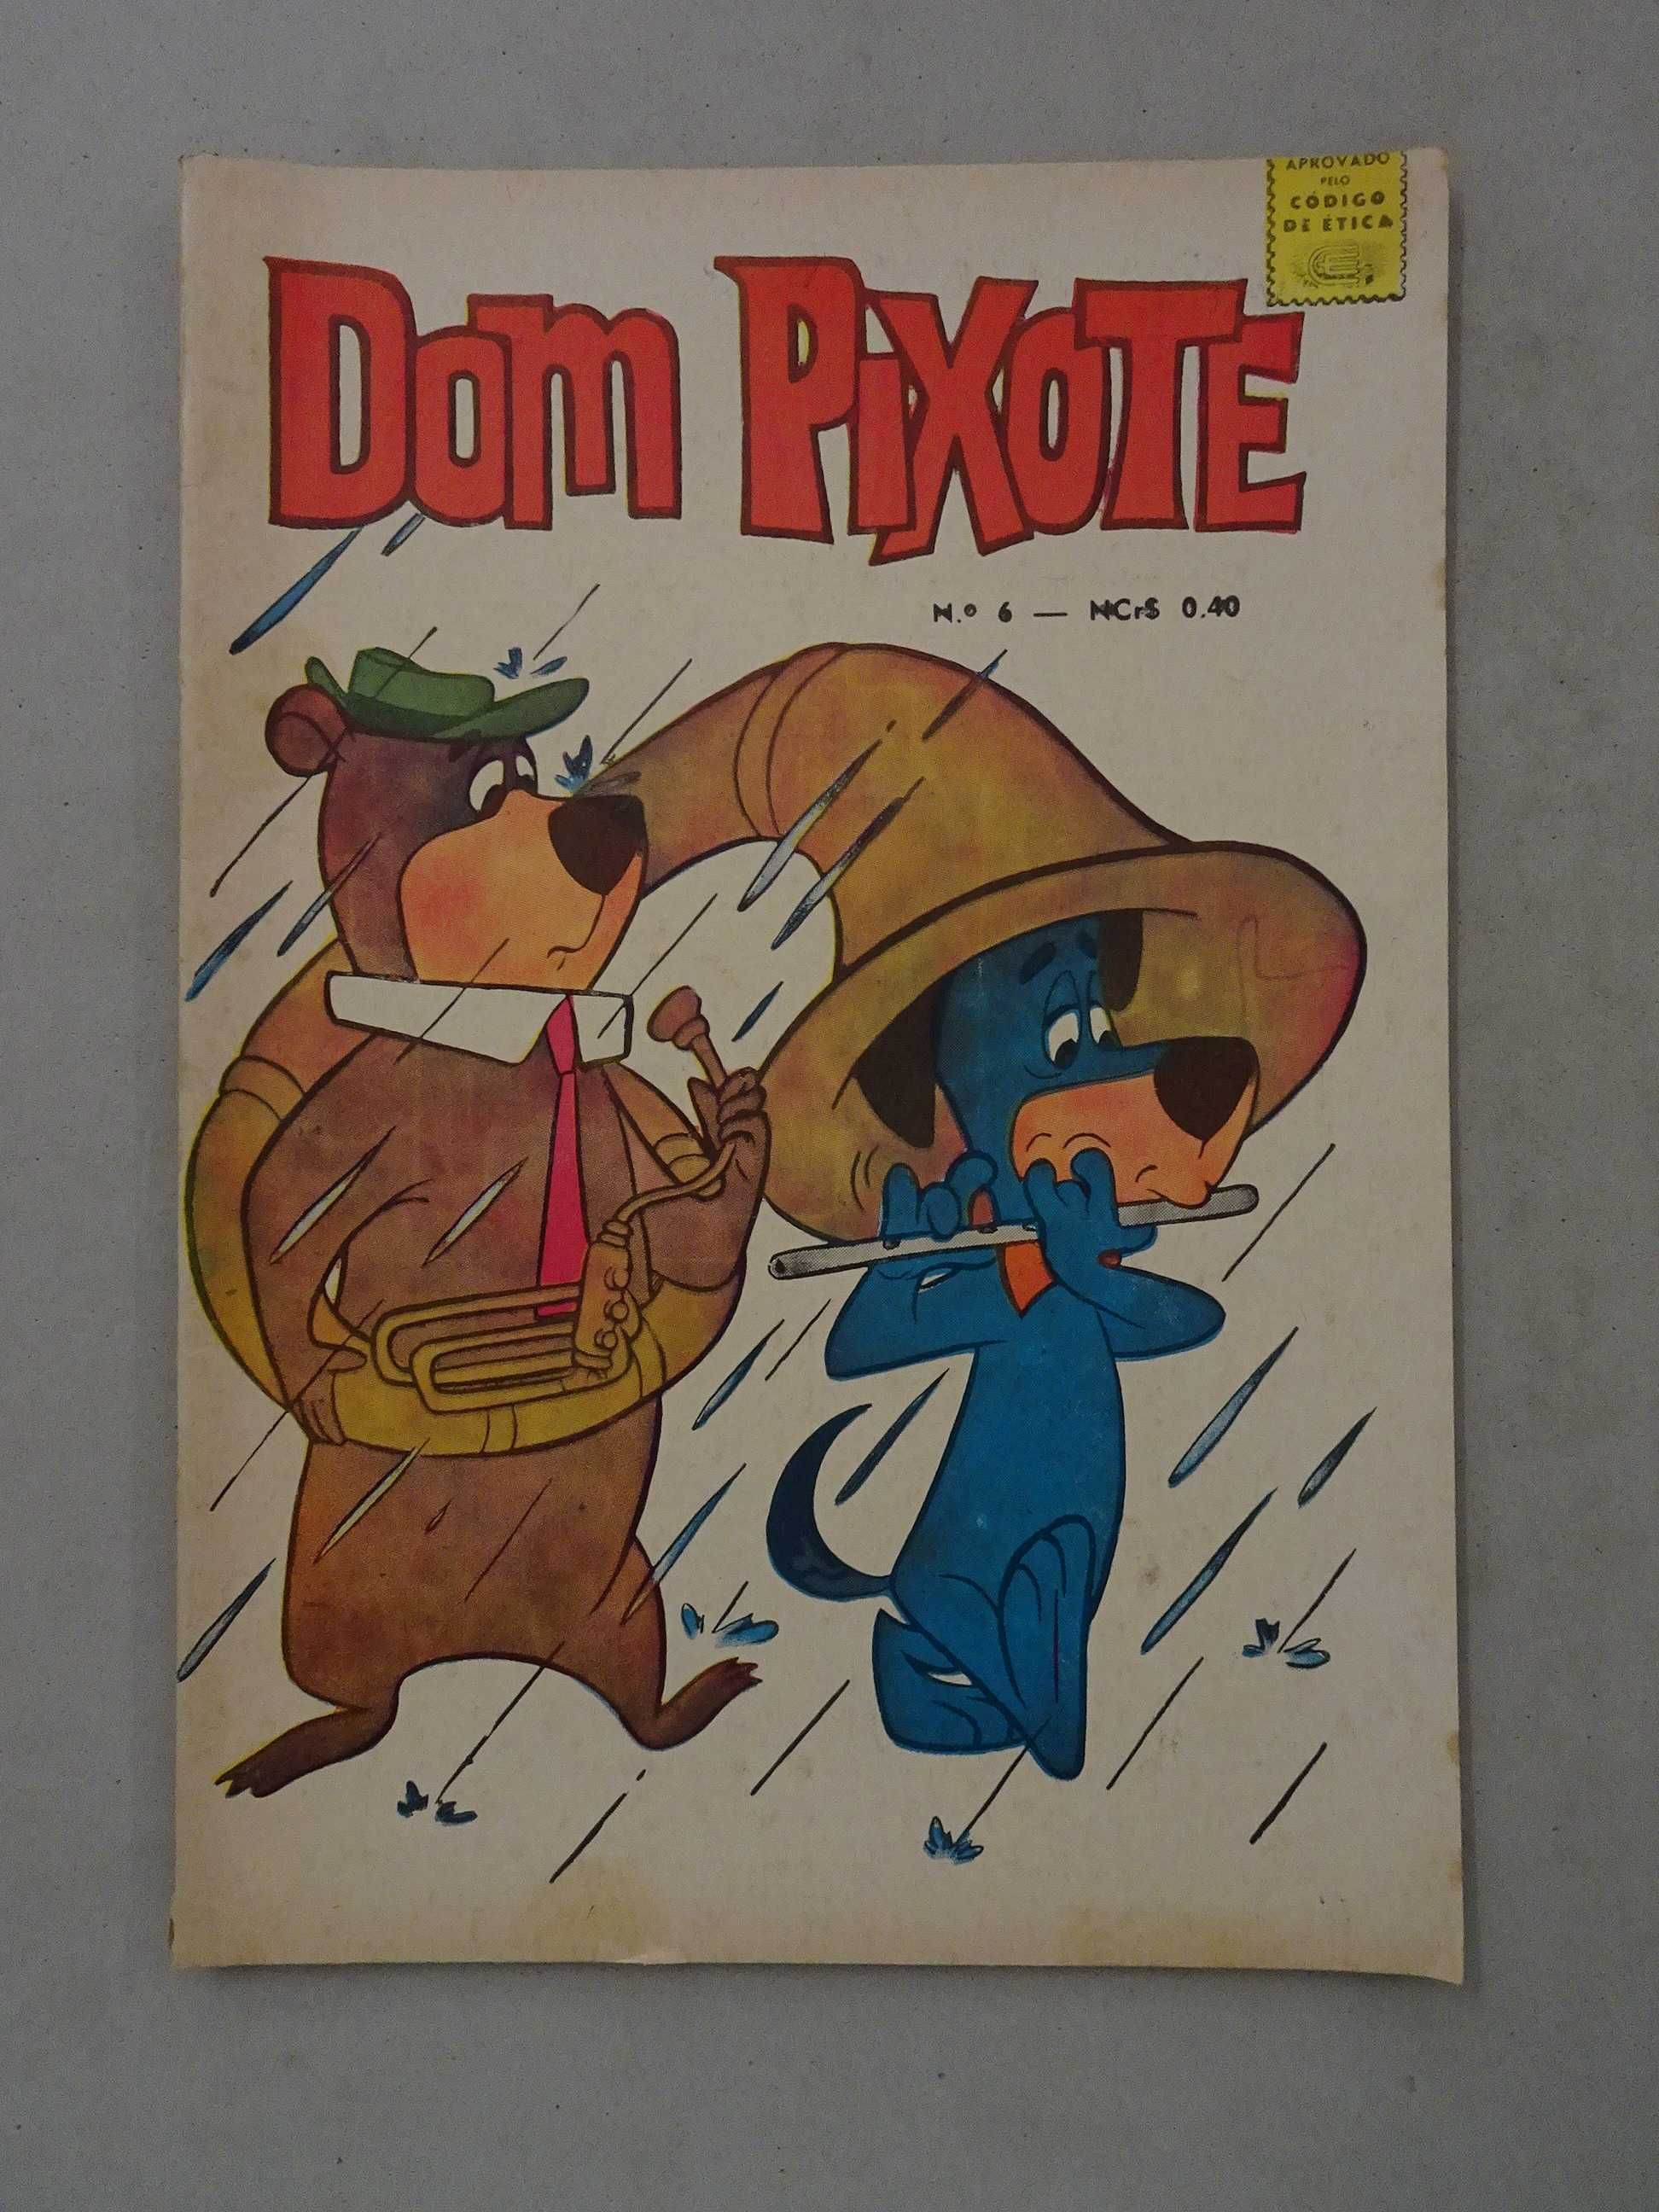 APROVADO
PELO
CÓDIGO
DE ÉTICA
DOM PiXOTE
N.º 6 — NCr$ 0.40